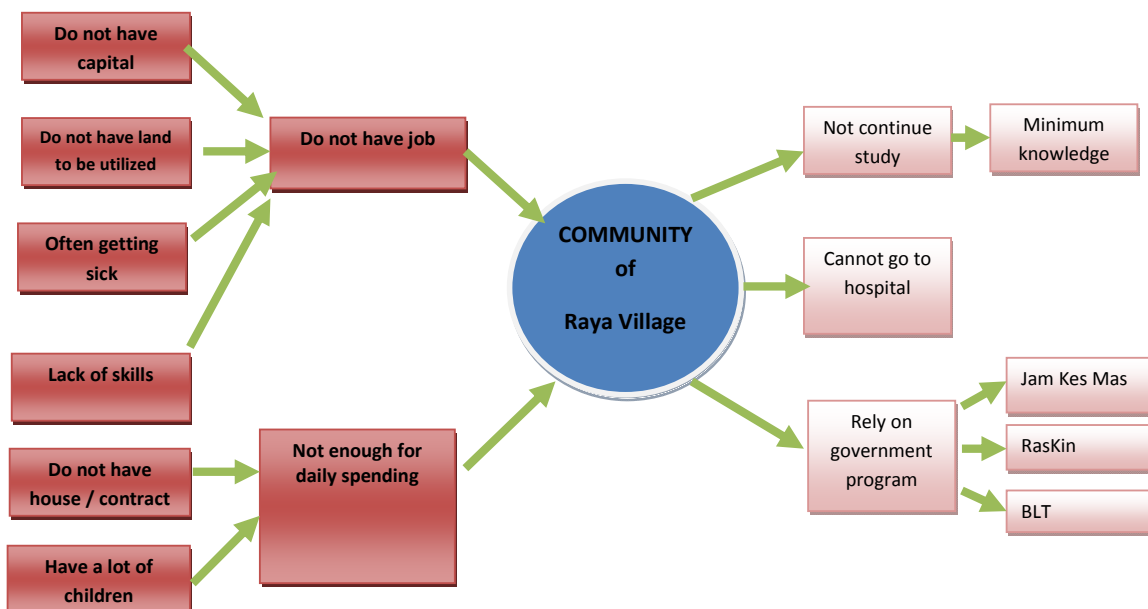 Do not have
capital
Do not have land
to be utilized
Often getting
sick
Lack of skills
Do not have
house / contract
Have a lot of
children
Do not have job
Not enough for
daily spending
COMMUNITY
of
Raya Village
Not continue
study
Minimum
knowledge
Cannot go to
hospital
Rely on
government
program
Jam Kes Mas
RasKin
BLT